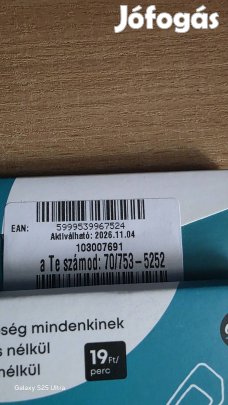 Jófogás
5999539967524
EAN:
Aktiválható: 2026.11.04
103007691
a Te számod: 70/753-5252
ség mindenkinek
s nélkül
nélkül
19 Ft/
perc
Galaxy S25 Ultra